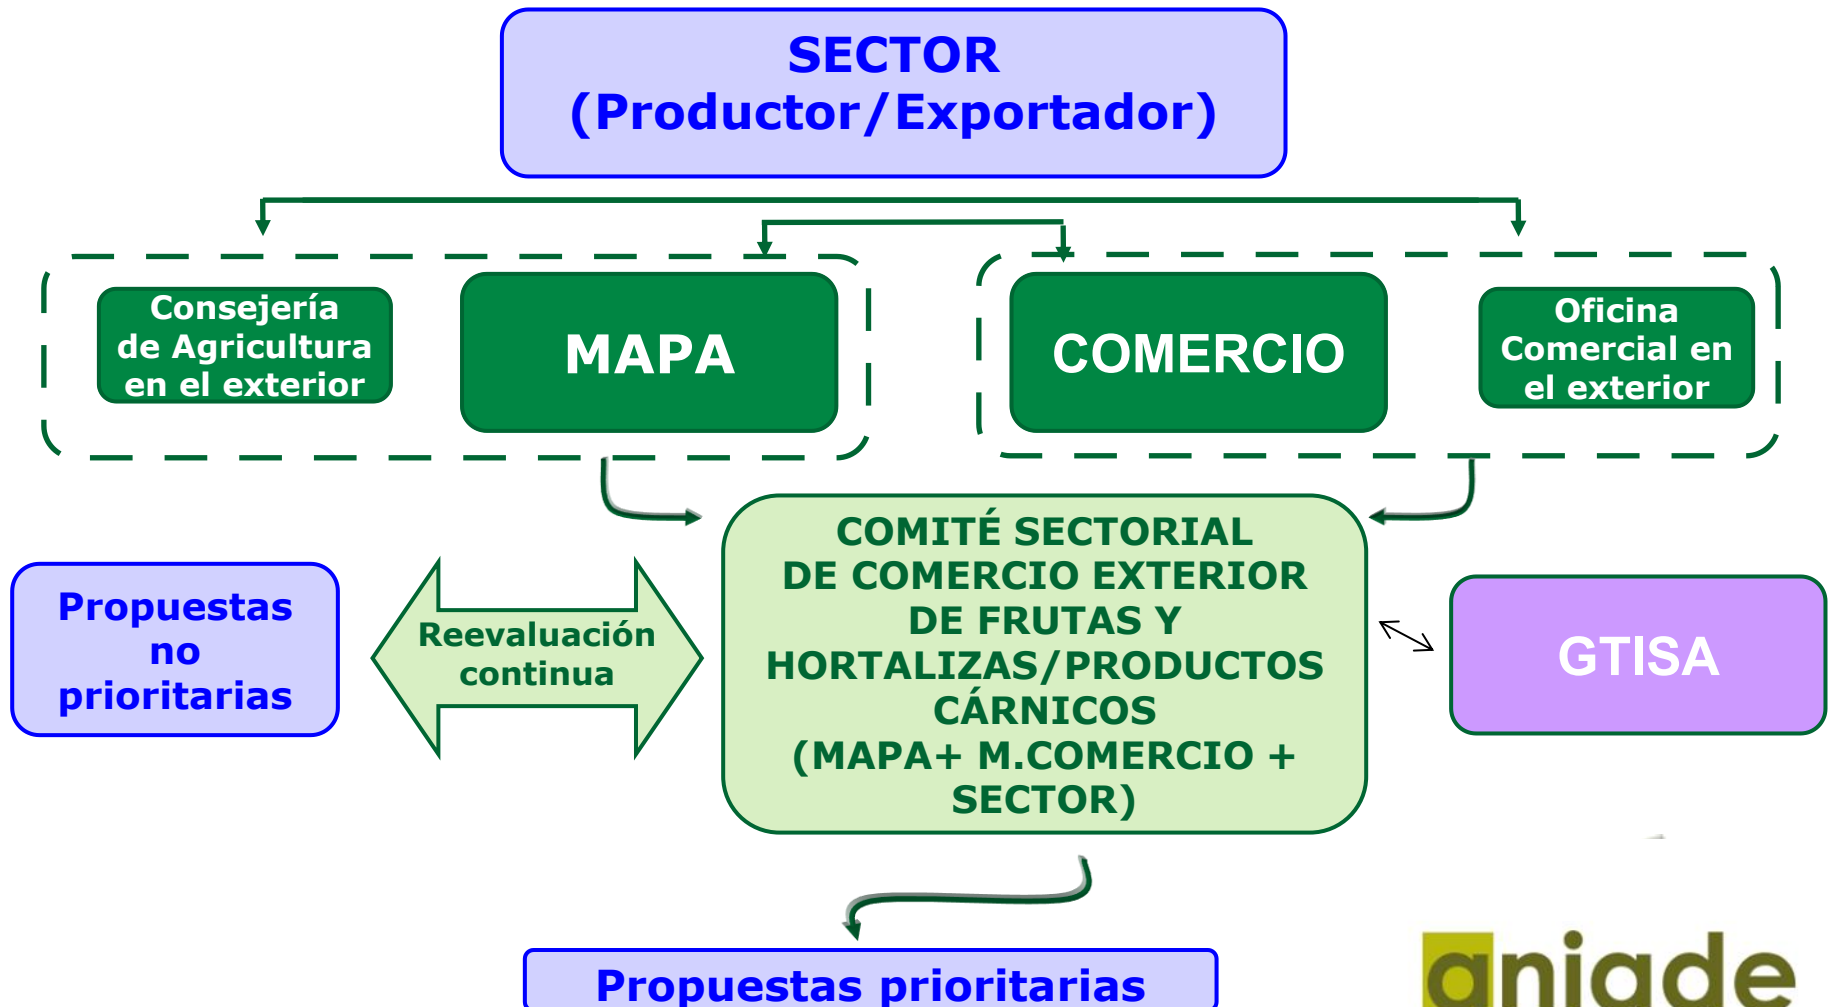 SECTOR
(Productor/Exportador)
Consejería
de Agricultura
en el exterior
MAPA
COMERCIO
Oficina
Comercial en
el exterior
COMITÉ SECTORIAL
DE COMERCIO EXTERIOR
DE FRUTAS Y
HORTALIZAS/PRODUCTOS
CÁRNICOS
(MAPA+ M.COMERCIO +
SECTOR)
Propuestas
no
prioritarias
Reevaluación
continua
GTISA
Propuestas prioritarias
aniade